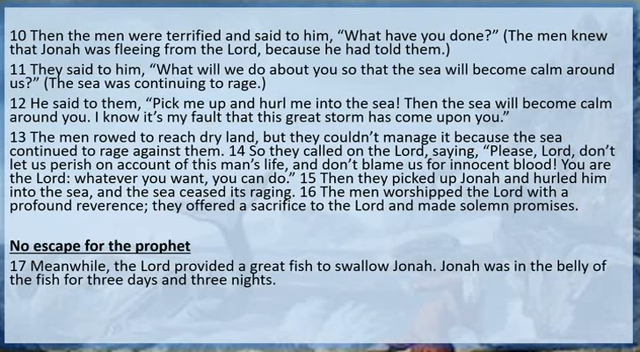 10 Then the men were terrified and said to him, “What have you done?” (The men knew
that Jonah was fleeing from the Lord, because he had told them.)
11 They said to him, “What will we do about you so that the sea will become calm around
us?” (The sea was continuing to rage.)
12 He said to them, “Pick me up and hurl me into the sea! Then the sea will become calm
around you. I know it’s my fault that this great storm has come upon you.”
13 The men rowed to reach dry land, but they couldn’t manage it because the sea
continued to rage against them. 14 So they called on the Lord, saying, “Please, Lord, don’t
let us perish on account of this man’s life, and don’t blame us for innocent blood! You are
the Lord: whatever you want, you can do.” 15 Then they picked up Jonah and hurled him
into the sea, and the sea ceased its raging. 16 The men worshipped the Lord with a
profound reverence; they offered a sacrifice to the Lord and made solemn promises.
No escape for the prophet
17 Meanwhile, the Lord provided a great fish to swallow Jonah. Jonah was in the belly of
the fish for three days and three nights.